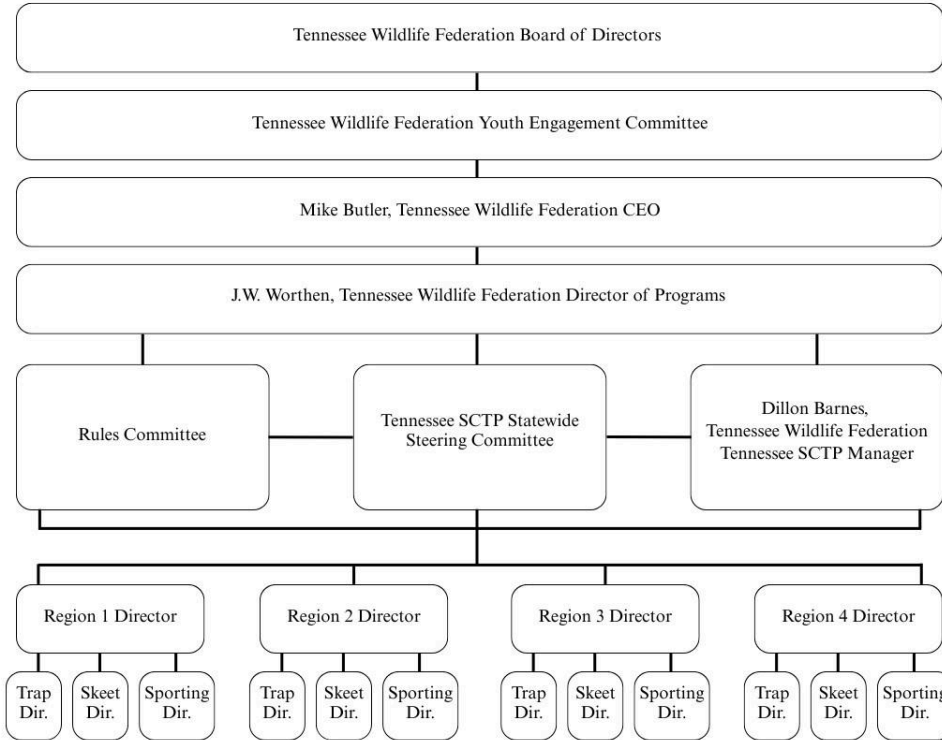 Tennessee Wildlife Federation Board of Directors
Tennessee Wildlife Federation Youth Engagement Committee
Mike Butler, Tennessee Wildlife Federation CEO
J.W. Worthen, Tennessee Wildlife Federation Director of Programs
Rules Committee
Tennessee SCTP Statewide
Steering Committee
Dillon Barnes,
Tennessee Wildlife Federation
Tennessee SCTP Manager
Region 1 Director
Region 2 Director
Region 3 Director
Region 4 Director
Trap
Dir.
Skeet
Dir.
Sporting
Dir.
Trap
Dir.
Skeet
Dir.
Sporting
Dir.
Trap
Dir.
Skeet
Dir.
Sporting
Dir.
Trap
Dir.
Skeet
Dir.
Sporting
Dir.